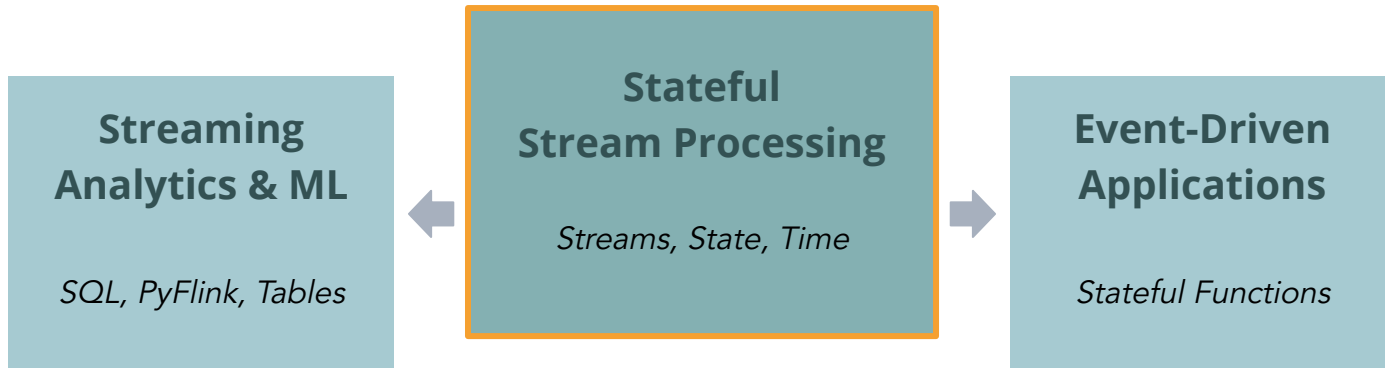 Streaming
Analytics & ML
SQL, PyFlink, Tables
Stateful
Stream Processing
Streams, State, Time
Event-Driven
Applications
Stateful Functions